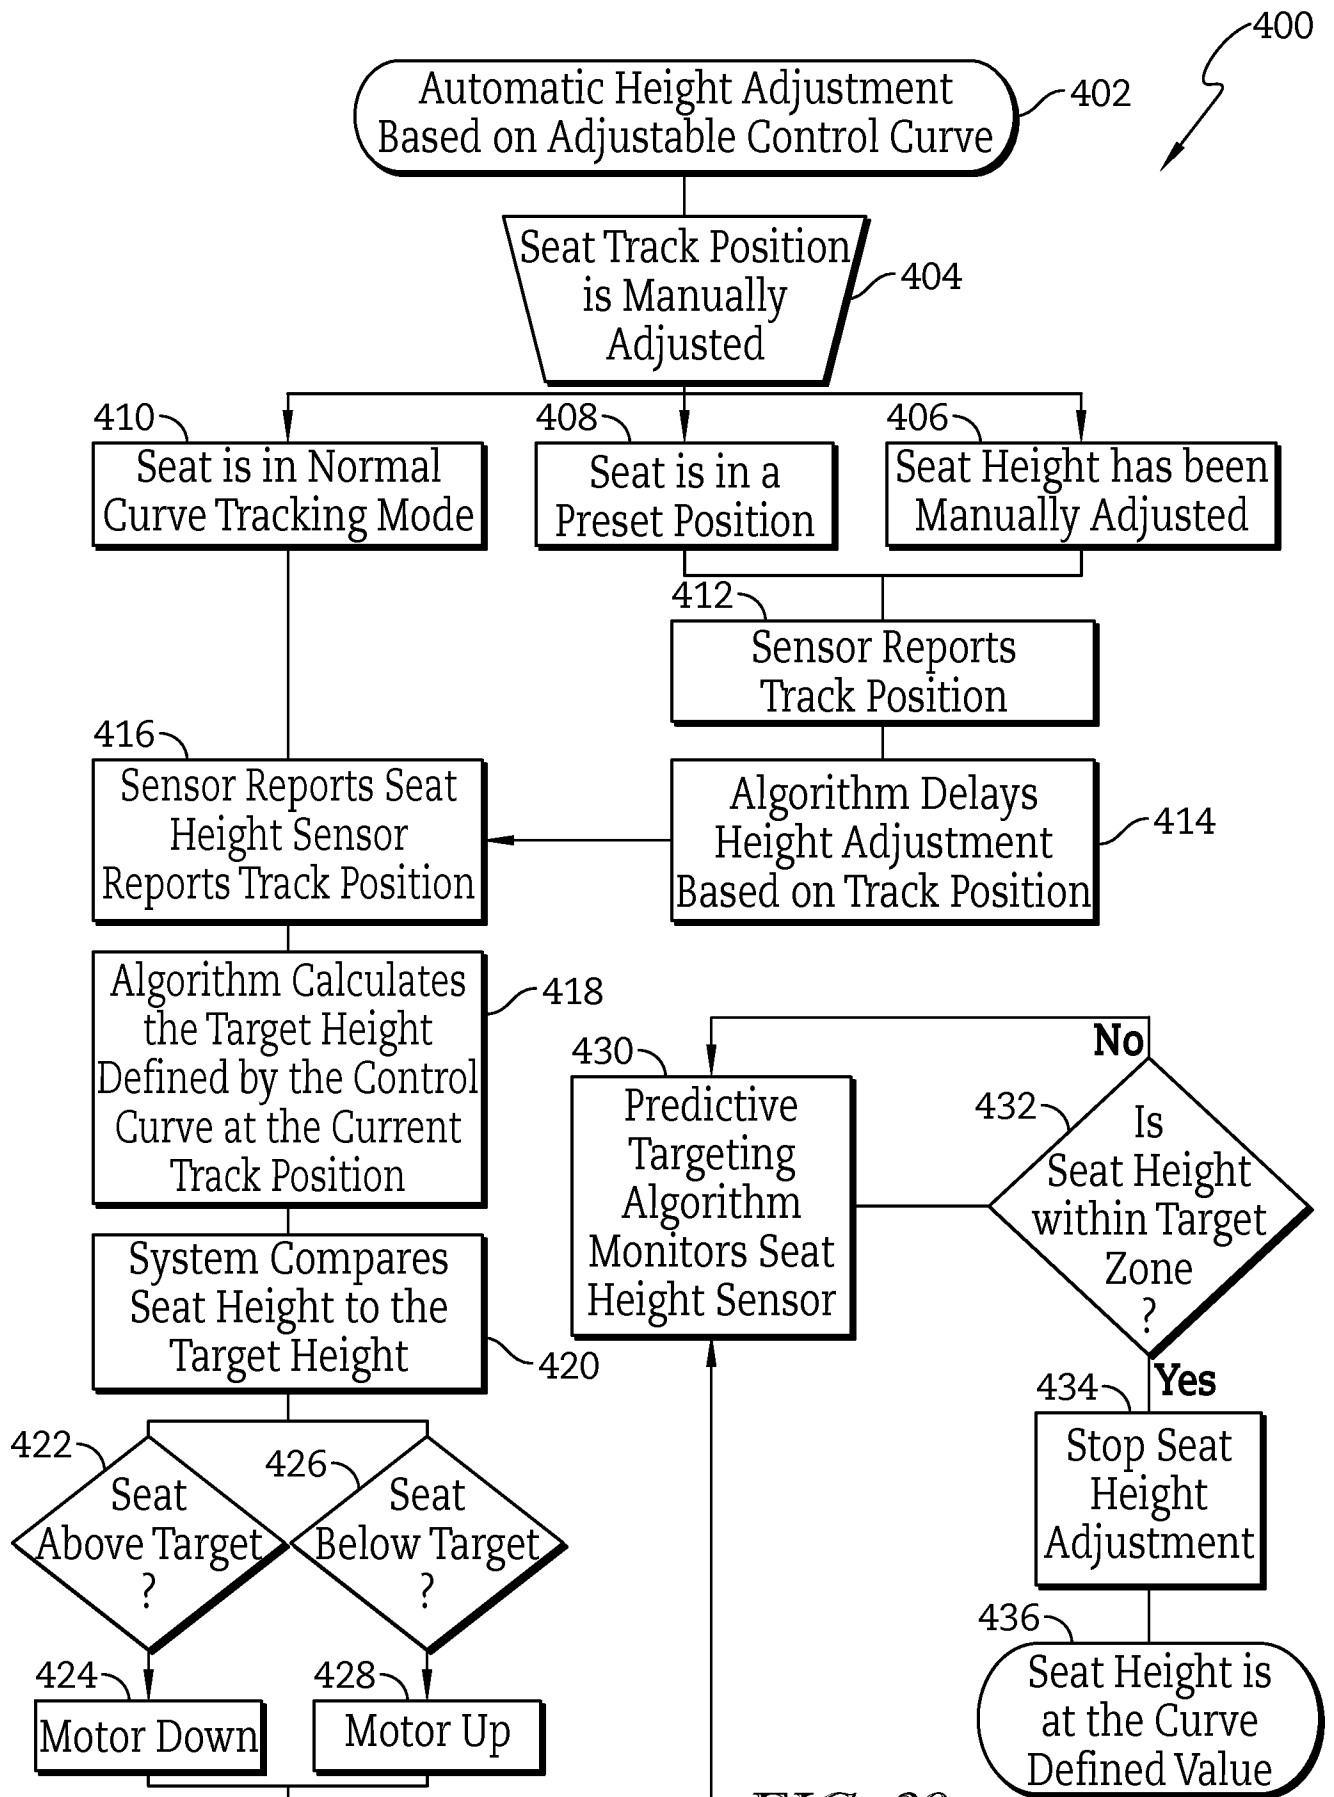 400
Automatic Height Adjustment
Based on Adjustable Control Curve
402
Seat Track Position
is Manually
Adjusted
404
410
Seat is in Normal
Curve Tracking Mode
408
Seat is in a
Preset Position
406
Seat Height has been
Manually Adjusted
412
Sensor Reports
Track Position
416
Sensor Reports Seat
Height Sensor
Reports Track Position
Algorithm Delays
Height Adjustment
Based on Track Position
414
Algorithm Calculates
the Target Height
Defined by the Control
Curve at the Current
Track Position
418
System Compares
Seat Height to the
Target Height
420
422
Seat
Above Target
?
426
Seat
Below Target
?
424
Motor Down
428
Motor Up
430
Predictive
Targeting
Algorithm
Monitors Seat
Height Sensor
No
432
Is
Seat Height
within Target
Zone
?
Yes
434
Stop Seat
Height
Adjustment
436
Seat Height is
at the Curve
Defined Value